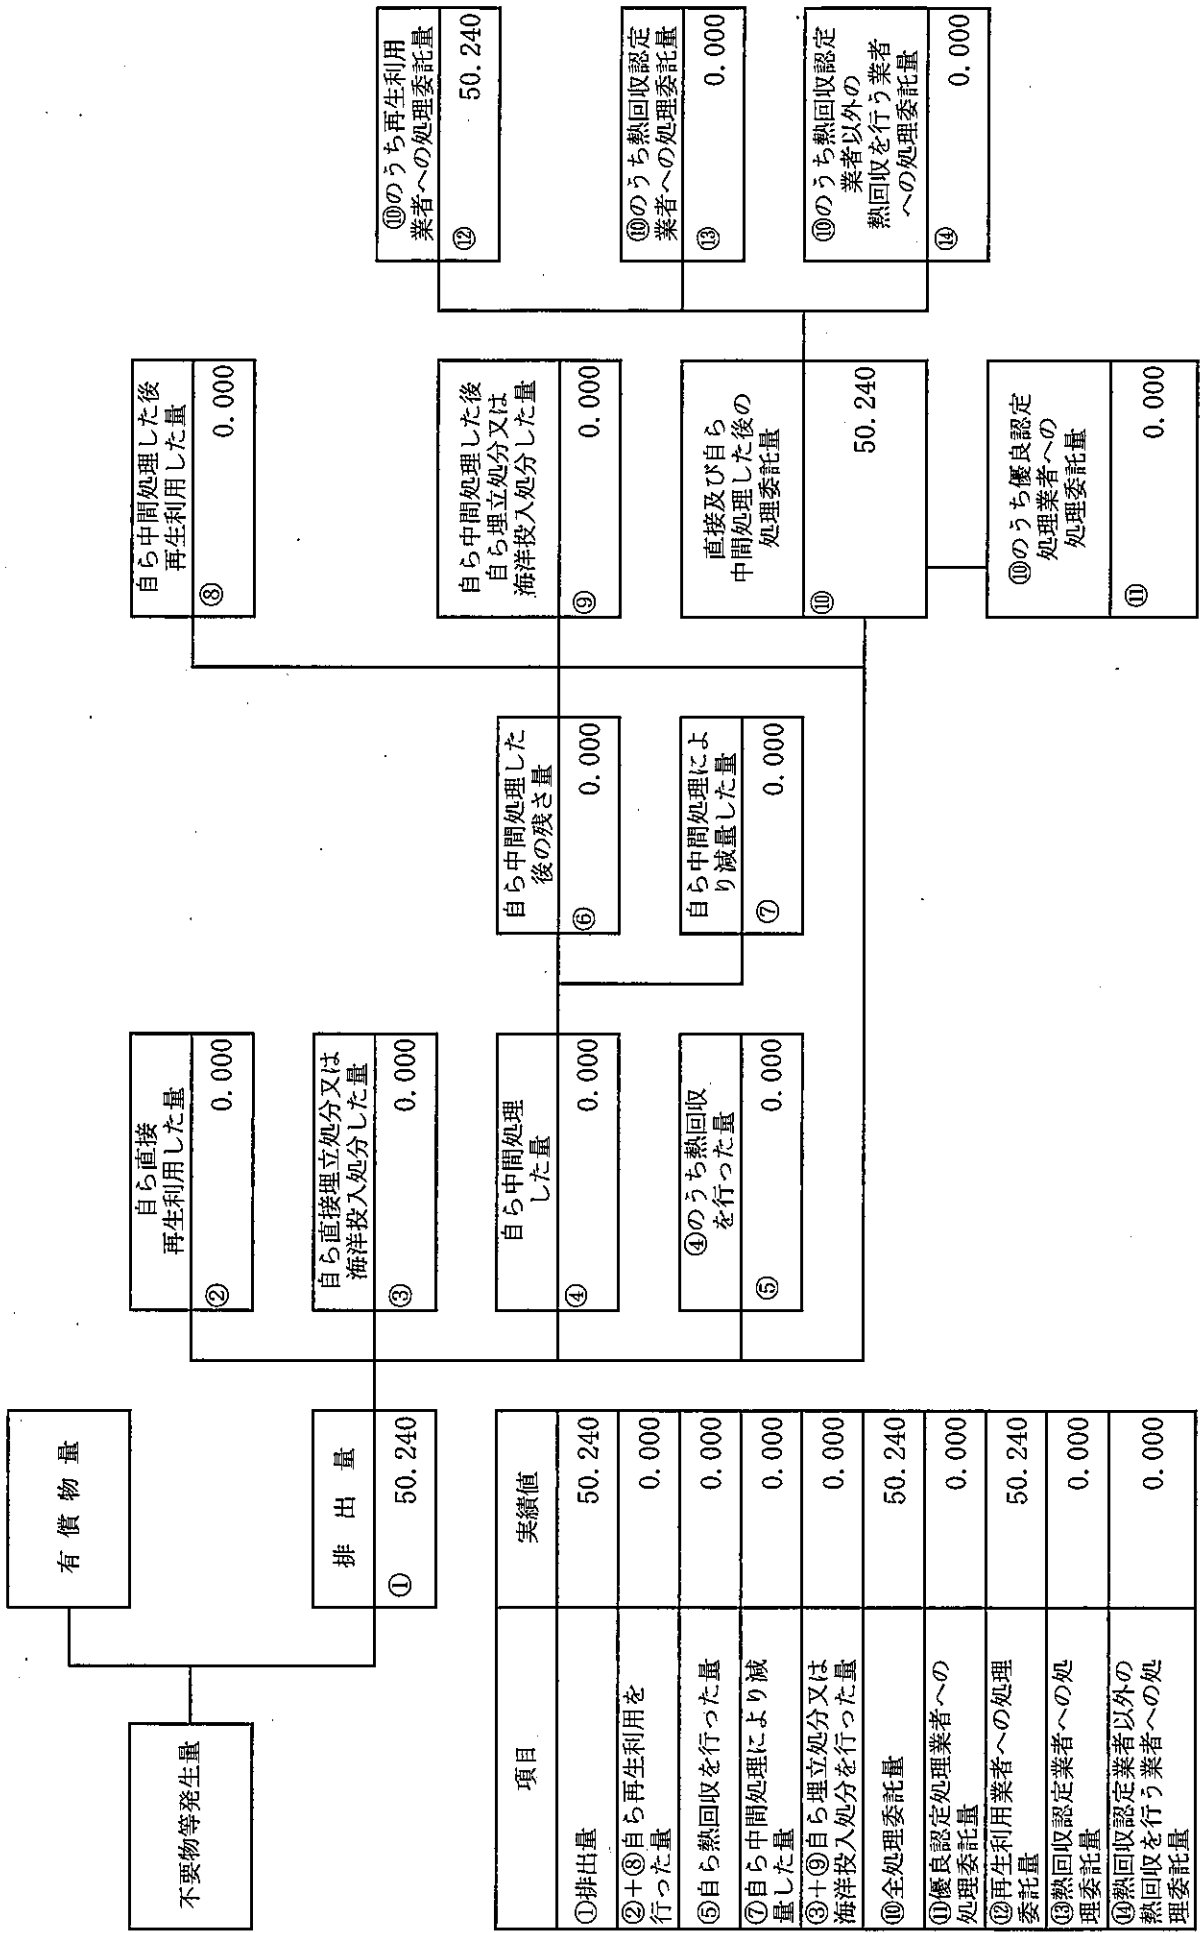 不要物等発生量
有償物量
排出量
① 50.240
自ら直接
再生利用した量
② 0.000
自ら直接埋立処分又は
海洋投入処分した量
③ 0.000
自ら中間処理
した量
④ 0.000
④のうち熱回収
を行った量
⑤ 0.000
自ら中間処理した
後の残さ量
⑥ 0.000
自ら中間処理によ
り減量した量
⑦ 0.000
自ら中間処理した後
再生利用した量
⑧ 0.000
自ら中間処理した後
自ら埋立処分又は
海洋投入処分した量
⑨ 0.000
直接及び自ら
中間処理した後の
処理委託量
⑩ 50.240
⑩のうち優良認定
処理業者への
処理委託量
⑪ 0.000
⑩のうち再生利用
業者への処理委託量
⑫ 50.240
⑩のうち熱回収認定
業者への処理委託量
⑬ 0.000
⑩のうち熱回収認定
業者以外の
熱回収を行う業者
への処理委託量
⑭ 0.000
項目 実績値
①排出量 50.240
②+⑧自ら再生利用を
行った量 0.000
⑤自ら熱回収を行った量 0.000
⑦自ら中間処理により減
量した量 0.000
③+⑨自ら埋立処分又は
海洋投入処分を行った量 0.000
⑩全処理委託量 50.240
⑪優良認定処理業者への
処理委託量 0.000
⑫再生利用業者への処理
委託量 50.240
⑬熱回収認定業者への処
理委託量 0.000
⑭熱回収認定業者以外の
熱回収を行う業者への処
理委託量 0.000